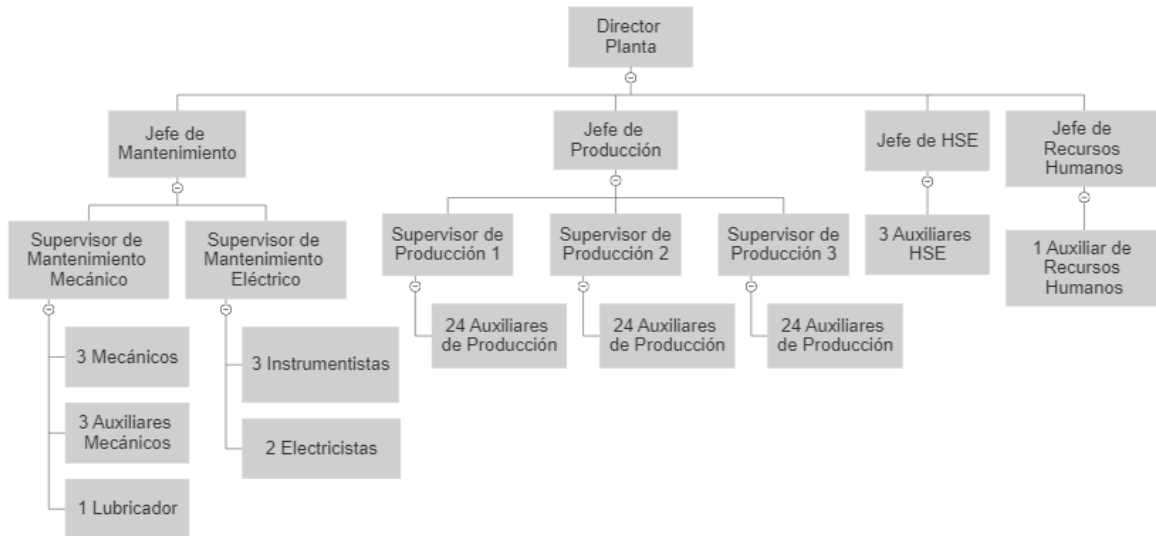 Director
Planta
Jefe de
Mantenimiento
Jefe de
Producción
Jefe de HSE
Jefe de
Recursos
Humanos
Supervisor de
Mantenimiento
Mecánico
Supervisor de
Mantenimiento
Eléctrico
Supervisor de
Producción 1
Supervisor de
Producción 2
Supervisor de
Producción 3
3 Auxiliares
HSE
1 Auxiliar de
Recursos
Humanos
3 Mecánicos
3 Auxiliares
Mecánicos
1 Lubricador
3 Instrumentistas
2 Electricistas
24 Auxiliares
de Producción
24 Auxiliares
de Producción
24 Auxiliares
de Producción